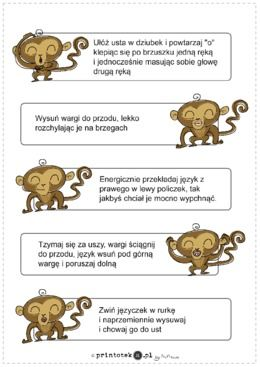 Ułóż usta w dziubek i powtarzaj "o"
klepiąc się po brzuszku jedną ręką
i jednocześnie masując sobie głowę
drugą ręką
Wysuń wargi do przodu, lekko
rozchylając je na brzegach
Energicznie przekładaj język z
prawego w lewy policzek, tak
jakbyś chciał je mocno wypchnąć.
Tzymaj się za uszy, wargi ściągnij
do przodu, język wsuń pod górną
wargę i poruszaj dolną
Zwiń języczek w rurkę
i naprzemiennie wysuwaj
i chowaj go do ust
printoteka.pl